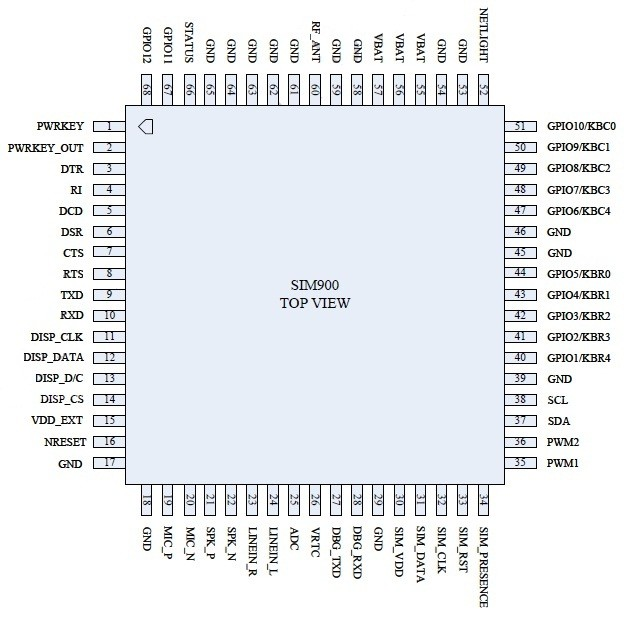 GPIO12 GPIO11 STATUS GND GND GND GND GND RF_ANT GND GND VBAT VBAT VBAT GND GND NETLIGHT
68 67 66 65 64 63 62 61 60 59 58 57 56 55 54 53 52
PWRKEY 1 51 GPIO10/KBC0
PWRKEY_OUT 2 50 GPIO9/KBC1
DTR 3 49 GPIO8/KBC2
RI 4 48 GPIO7/KBC3
DCD 5 47 GPIO6/KBC4
DSR 6 46 GND
CTS 7 45 GND
RTS 8 44 GPIO5/KBR0
SIM900
TXD 9 43 GPIO4/KBR1
TOP VIEW
RXD 10 42 GPIO3/KBR2
DISP_CLK 11 41 GPIO2/KBR3
DISP_DATA 12 40 GPIO1/KBR4
DISP_D/C 13 39 GND
DISP_CS 14 38 SCL
VDD_EXT 15 37 SDA
NRESET 16 36 PWM2
GND 17 35 PWM1
18 19 20 21 22 23 24 25 26 27 28 29 30 31 32 33 34
GND MIC_P MIC_N SPK_P SPK_N LINEIN_R LINEIN_L ADC VRTC DBG_TXD DBG_RXD GND SIM_VDD SIM_DATA SIM_CLK SIM_RST SIM_PRESENCE